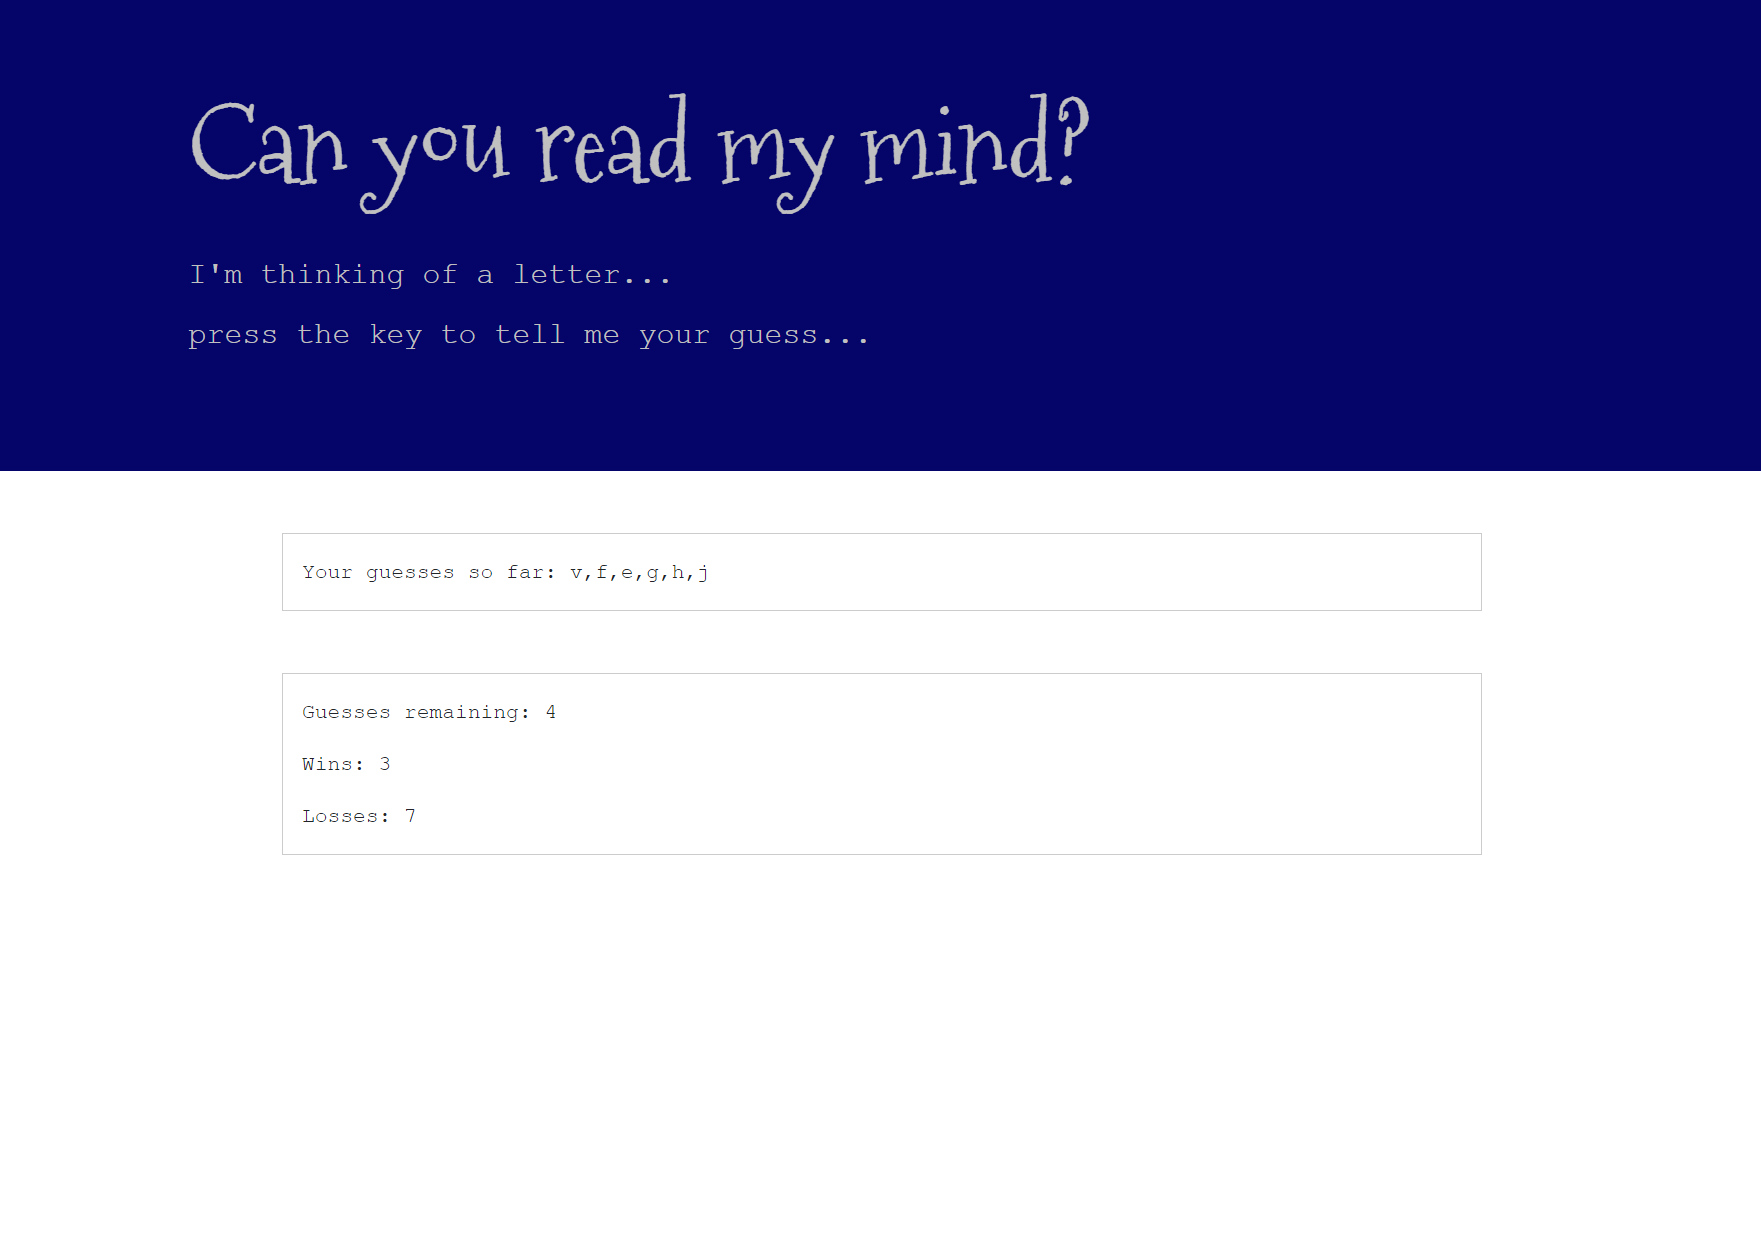 Can you read my mind?
I'm thinking of a letter...
press the key to tell me your guess...
Your guesses so far: v,f,e,g,h,j
Guesses remaining: 4
Wins: 3
Losses: 7